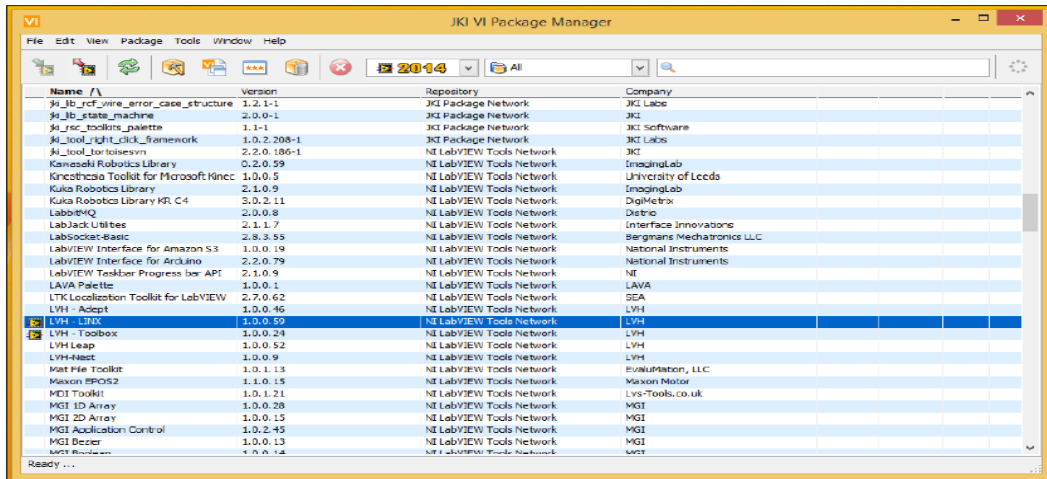 VI JKI VI Package Manager
File Edit View Package Tools Window Help
2014 All
Name /\ Version Repository Company
jki_lib_rcf_wire_error_case_structure 1.2.1-1 JKI Package Network JKI Labs
jki_lib_state_machine 2.0.0-1 JKI Package Network JKI
jki_rsc_toolkits_palette 1.1-1 JKI Package Network JKI Software
jki_tool_right_click_framework 1.0.2.208-1 JKI Package Network JKI Labs
jki_tool_tortoisesvn 2.2.0.186-1 NI LabVIEW Tools Network JKI
Kawasaki Robotics Library 0.2.0.59 NI LabVIEW Tools Network ImagingLab
Kinesthesia Toolkit for Microsoft Kinec 1.0.0.5 NI LabVIEW Tools Network University of Leeds
Kuka Robotics Library 2.1.0.9 NI LabVIEW Tools Network ImagingLab
Kuka Robotics Library KR C4 3.0.2.11 NI LabVIEW Tools Network DigiMetrix
LabbitMQ 2.0.0.8 NI LabVIEW Tools Network Distrio
LabJack Utilities 2.1.1.7 NI LabVIEW Tools Network Interface Innovations
LabSocket-Basic 2.8.3.55 NI LabVIEW Tools Network Bergmans Mechatronics LLC
LabVIEW Interface for Amazon S3 1.0.0.19 NI LabVIEW Tools Network National Instruments
LabVIEW Interface for Arduino 2.2.0.79 NI LabVIEW Tools Network National Instruments
LabVIEW Taskbar Progress bar API 2.1.0.9 NI LabVIEW Tools Network NI
LAVA Palette 1.0.0.1 NI LabVIEW Tools Network LAVA
LTK Localization Toolkit for LabVIEW 2.7.0.62 NI LabVIEW Tools Network SEA
LVH - Adept 1.0.0.46 NI LabVIEW Tools Network LVH
LVH - LINX 1.0.0.59 NI LabVIEW Tools Network LVH
LVH - Toolbox 1.0.0.24 NI LabVIEW Tools Network LVH
LVH Leap 1.0.0.52 NI LabVIEW Tools Network LVH
LVH-Nest 1.0.0.9 NI LabVIEW Tools Network LVH
Mat File Toolkit 1.0.1.13 NI LabVIEW Tools Network EvaluMation, LLC
Maxon EPOS2 1.1.0.15 NI LabVIEW Tools Network Maxon Motor
MDI Toolkit 1.0.1.21 NI LabVIEW Tools Network Lvs-Tools.co.uk
MGI 1D Array 1.0.0.28 NI LabVIEW Tools Network MGI
MGI 2D Array 1.0.0.15 NI LabVIEW Tools Network MGI
MGI Application Control 1.0.2.45 NI LabVIEW Tools Network MGI
MGI Bezier 1.0.0.13 NI LabVIEW Tools Network MGI
MGI Boolean 1.0.0.14 NI LabVIEW Tools Network MGI
Ready ...